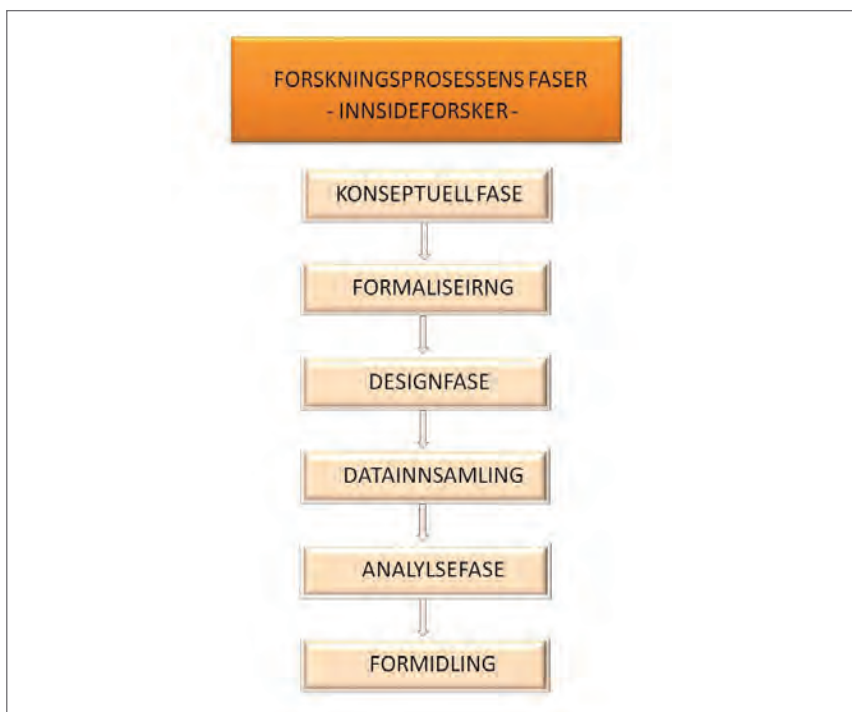 FORSKNINGSPROSESSENS FASER
- INNSIDEFORSKER -
KONSEPTUELL FASE
FORMALISEIRNG
DESIGNFASE
DATAINNSAMLING
ANALYLSEFASE
FORMIDLING